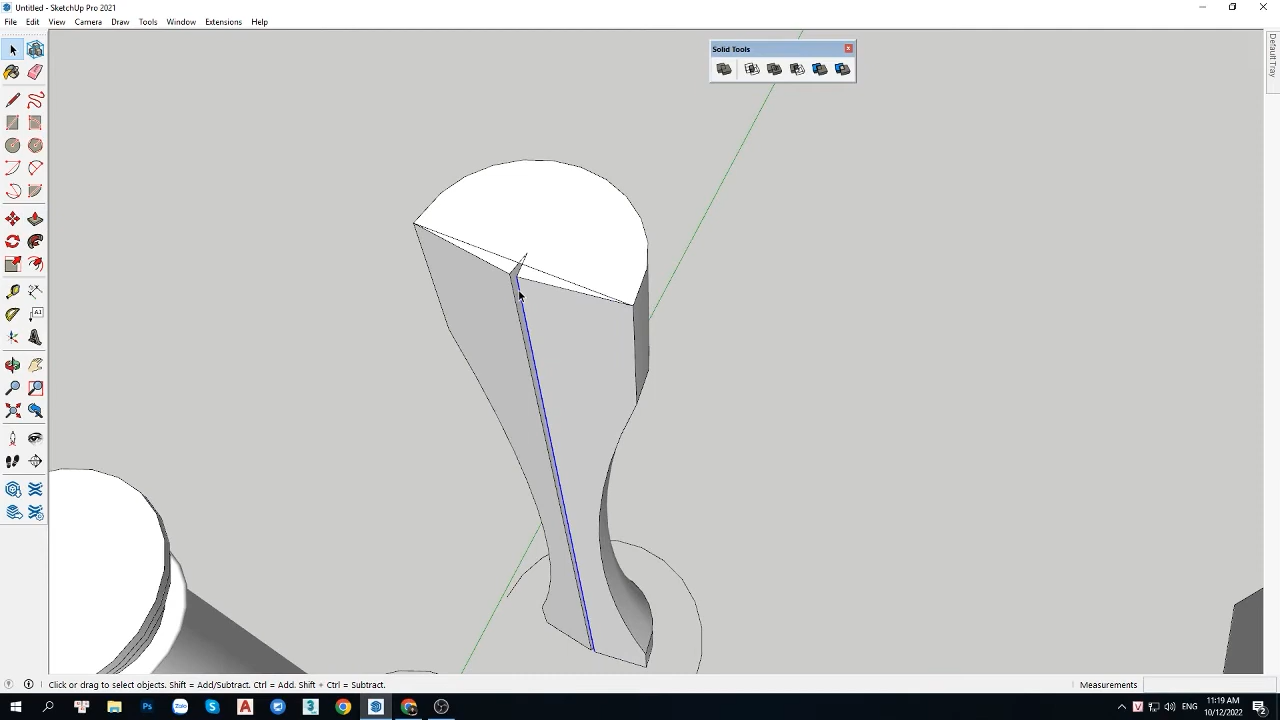 Untitled - SketchUp Pro 2021
File Edit View Camera Draw Tools Window Extensions Help
Solid Tools
Default Tray
Click or drag to select objects. Shift = Add/Subtract. Ctrl = Add. Shift + Ctrl = Subtract.
Measurements
ENG
11:19 AM
10/12/2022